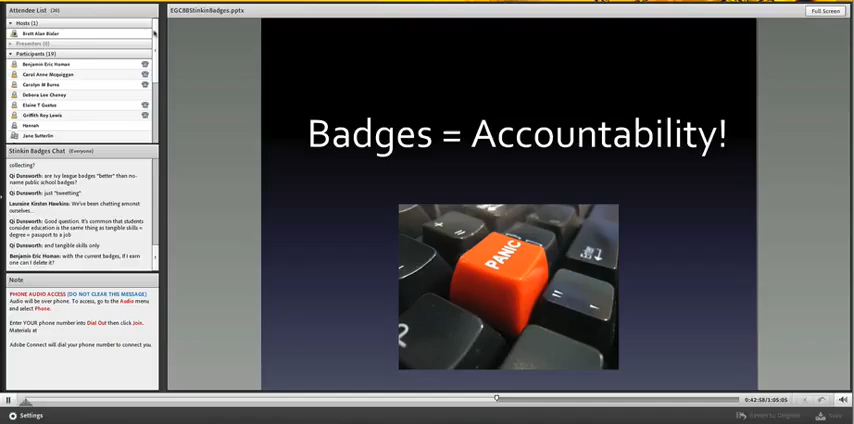 Attendee List (20)
Hosts (1)
Brett Alan Bixler
Presenters (0)
Participants (19)
Benjamin Eric Homan
Carol Anne Mcquiggan
Carolyn M Burns
Debora Lee Cheney
Elaine T Gustus
Griffith Roy Lewis
Hannah
Jane Sutterlin
Stinkin Badges Chat (Everyone)
collecting?
Qi Dunsworth: are ivy league badges "better" than no-
name public school badges?
Qi Dunsworth: just "tweetting"
Lauraine Kirsten Hawkins: We've been chatting amonst
ourselves...
Qi Dunsworth: Good question. It's common that students
consider education is the same thing as tangible skills =
degree = passport to a job
Qi Dunsworth: and tangible skills only
Benjamin Eric Homan: with the current badges, if I earn
one can I delete it?
Note
PHONE AUDIO ACCESS (DO NOT CLEAR THIS MESSAGE)
Audio will be over phone. To access, go to the Audio menu
and select Phone.
Enter YOUR phone number into Dial Out then click Join.
Materials at
Adobe Connect will dial your phone number to connect you.
EGCBBStinkinBadges.pptx
Full Screen
Badges = Accountability!
PANIC
Enter
0:42:58/1:05:05
Settings
Save